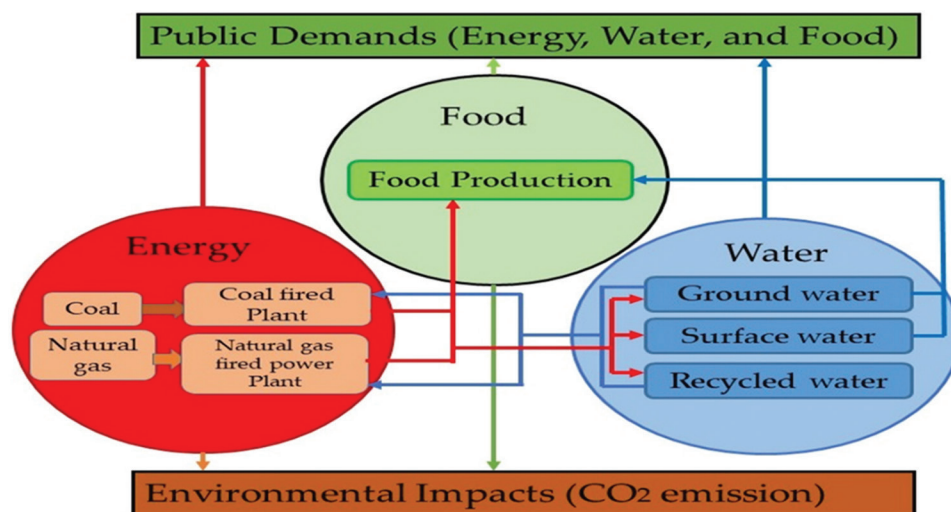 Public Demands (Energy, Water, and Food)
Food
Food Production
Energy
Coal
Coal fired
Plant
Natural
gas
Natural gas
fired power
Plant
Water
Ground water
Surface water
Recycled water
Environmental Impacts (CO2 emission)